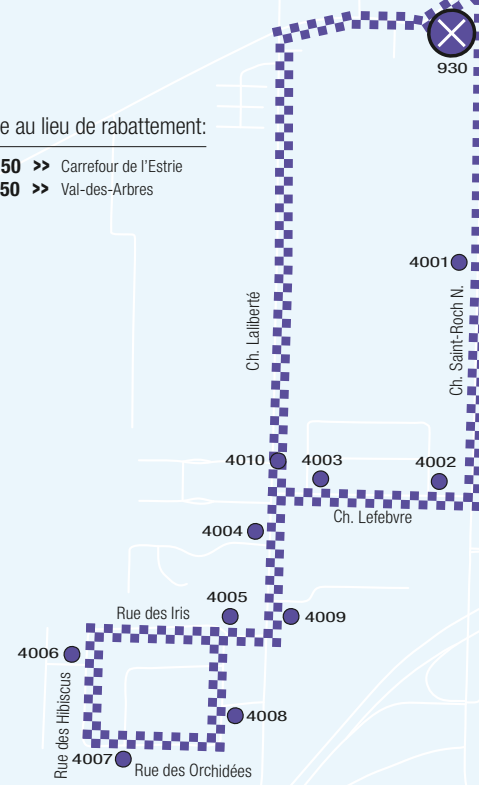 930
e au lieu de rabattement:
50 >> Carrefour de l'Estrie
50 >> Val-des-Arbres
4001
Ch. Laliberté
Ch. Saint-Roch N.
4010
4003
4002
Ch. Lefebvre
4004
4005
Rue des Iris
4009
4006
Rue des Hibiscus
4008
4007
Rue des Orchidées